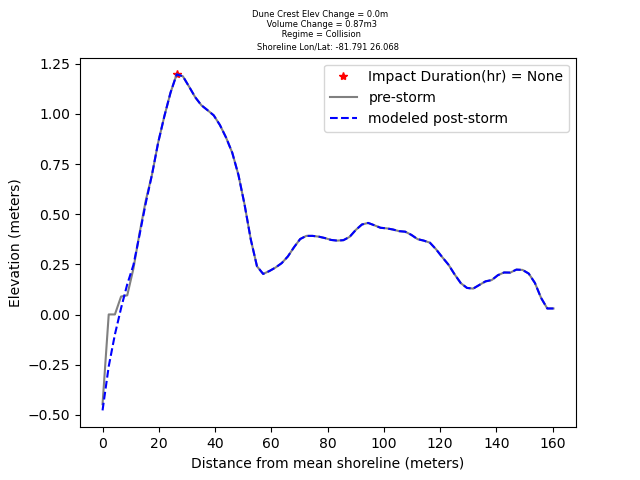 Dune Crest Elev Change = 0.0m
Volume Change = 0.87m3
Regime = Collision
Shoreline Lon/Lat: -81.791 26.068
1.25
1.00
0.75
0.50
0.25
0.00
−0.25
−0.50
Elevation (meters)
Impact Duration(hr) = None
pre-storm
modeled post-storm
0 20 40 60 80 100 120 140 160
Distance from mean shoreline (meters)